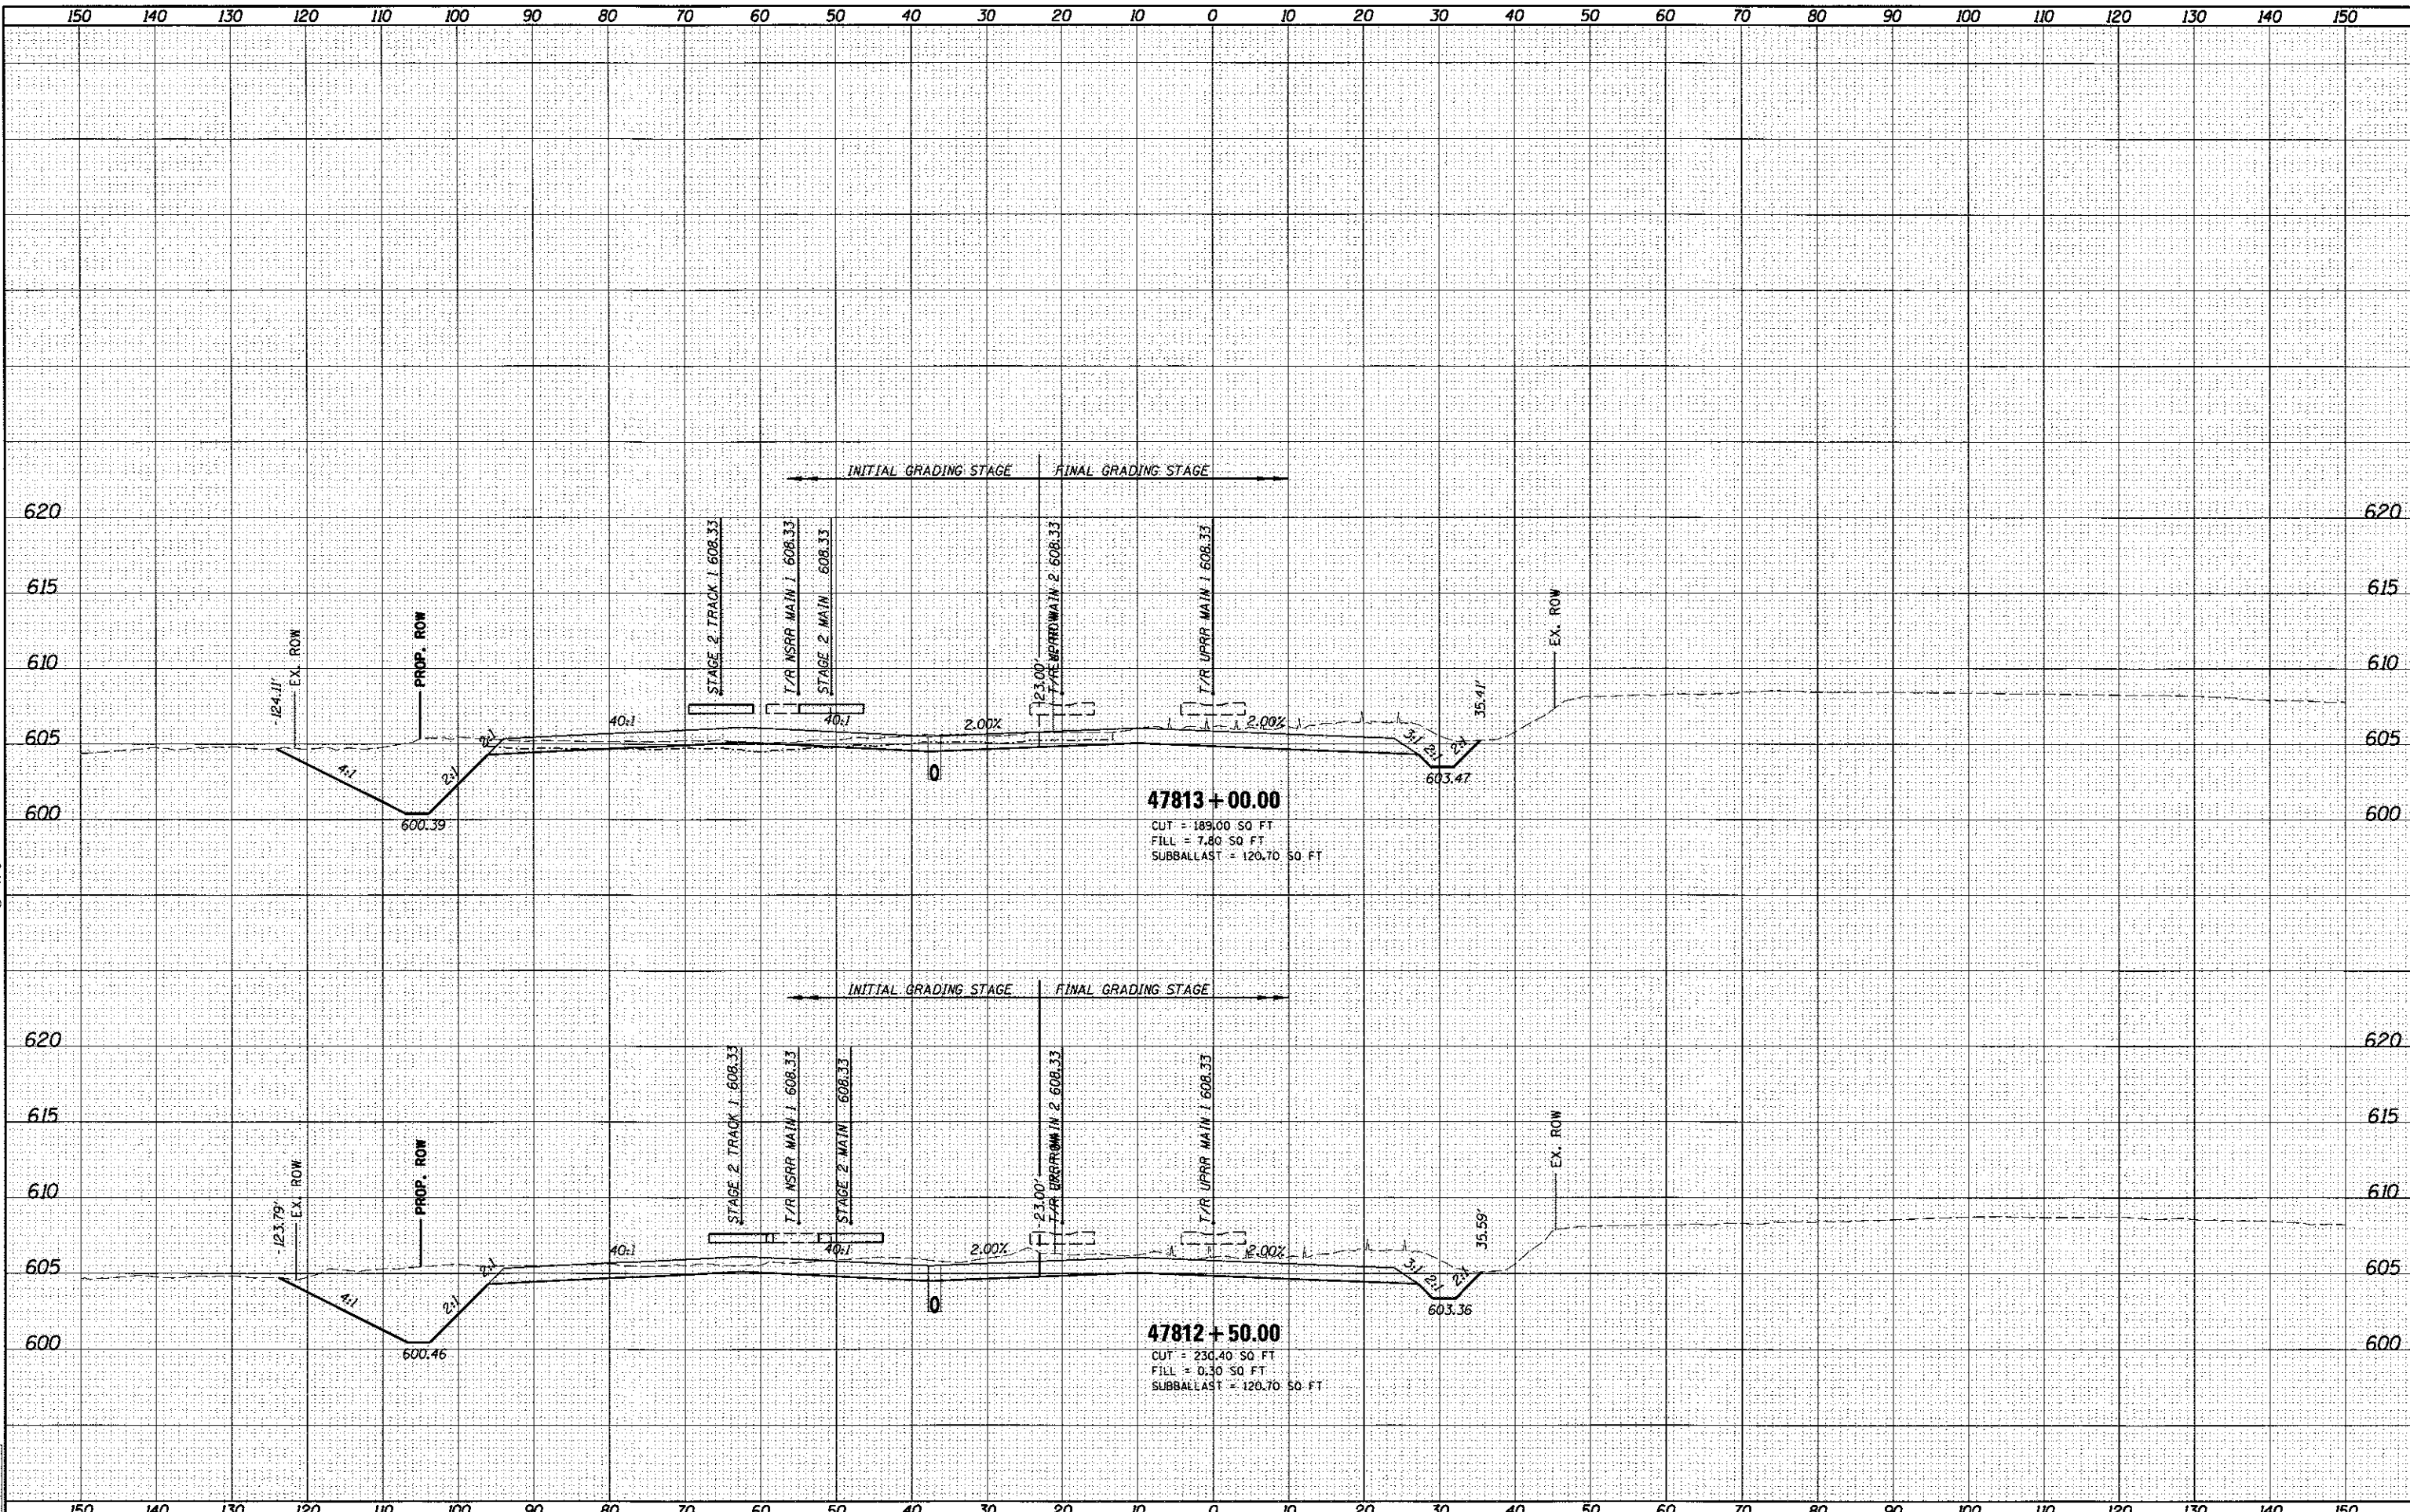 150 140 130 120 110 100 90 80 70 60 50 40 30 20 10 0 10 20 30 40 50 60 70 80 90 100 110 120 130 140 150
INITIAL GRADING STAGE FINAL GRADING STAGE
620 620
615 615
610 610
605 605
600 600
-124.11'
EX. ROW
PROP. ROW
STAGE 2 TRACK 1 608.33
T/R NSRR MAIN 1 608.33
STAGE 2 MAIN 608.33
-23.00'
MAIN 2 608.33
T/R UPRR MAIN 1 608.33
35.41'
EX. ROW
4:1
2:1
2:1
40:1
40:1
2.00%
2.00%
3:1
2:1
2:1
600.39
0
603.47
47813+00.00
CUT = 189.00 SQ FT
FILL = 7.80 SQ FT
SUBBALLAST = 120.70 SQ FT
INITIAL GRADING STAGE FINAL GRADING STAGE
620 620
615 615
610 610
605 605
600 600
-123.79'
EX. ROW
PROP. ROW
STAGE 2 TRACK 1 608.33
T/R NSRR MAIN 1 608.33
STAGE 2 MAIN 608.33
-23.00'
MAIN 2 608.33
T/R UPRR MAIN 1 608.33
35.59'
EX. ROW
4:1
2:1
2:1
40:1
40:1
2.00%
2.00%
3:1
2:1
2:1
600.46
0
603.36
47812+50.00
CUT = 230.40 SQ FT
FILL = 0.30 SQ FT
SUBBALLAST = 120.70 SQ FT
150 140 130 120 110 100 90 80 70 60 50 40 30 20 10 0 10 20 30 40 50 60 70 80 90 100 110 120 130 140 150